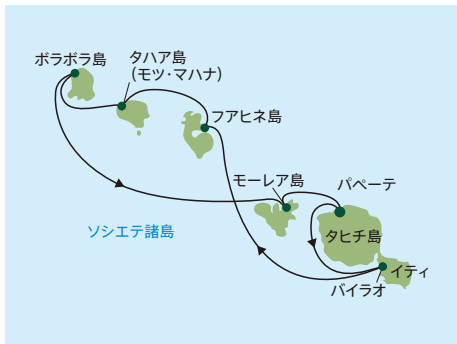 ボラボラ島
タハア島
(モツ・マハナ)
フアヒネ島
モーレア島
パペーテ
ソシエテ諸島
タヒチ島
イティ
バイラオ